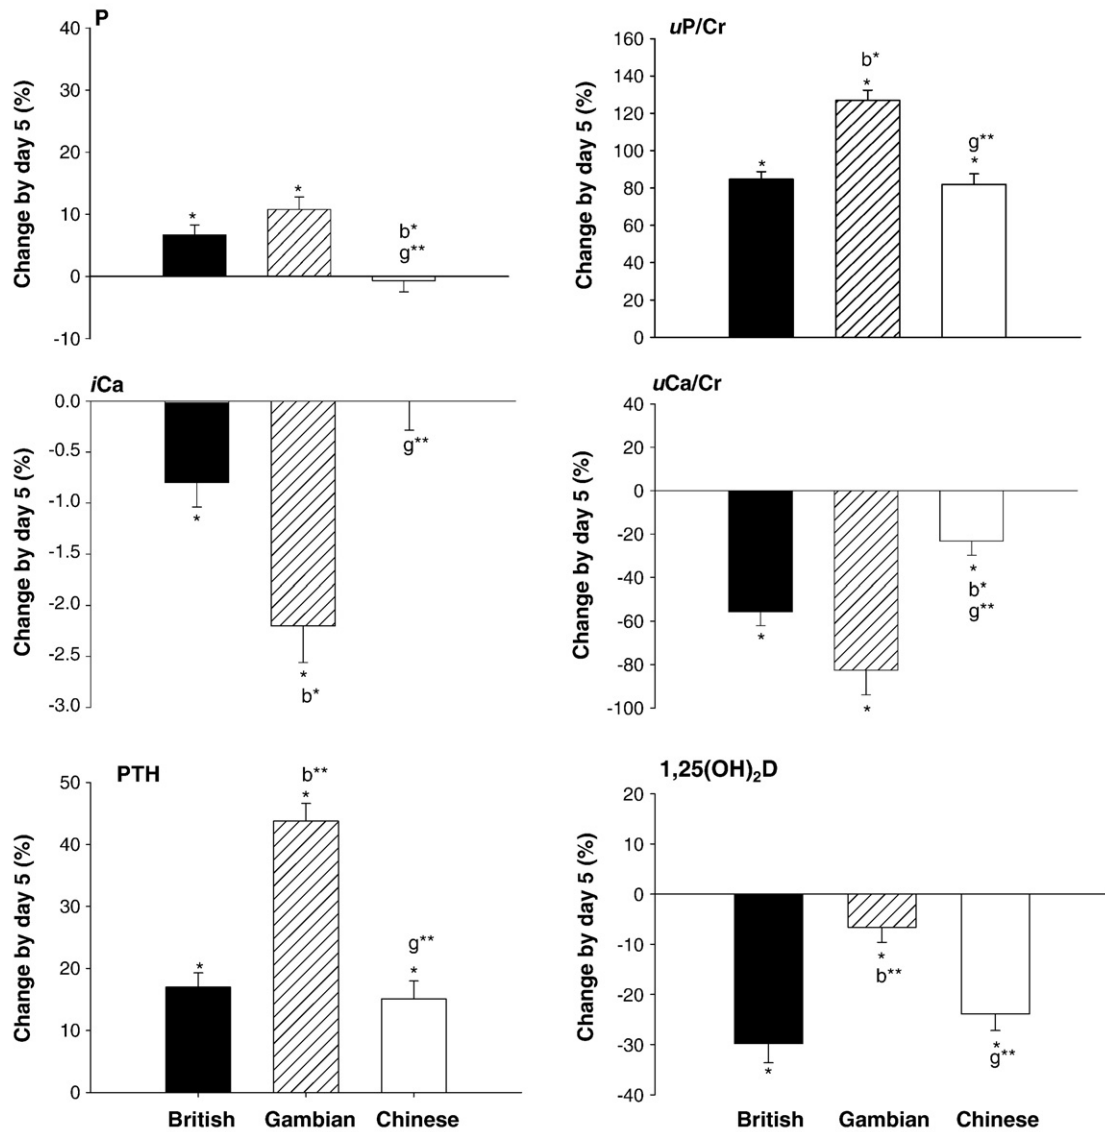 P
Change by day 5 (%)
40
30
20
10
0
-10
*
*
b*
g**
uP/Cr
Change by day 5 (%)
160
140
120
100
80
60
40
20
0
*
b*
*
g**
*
iCa
Change by day 5 (%)
0.0
-0.5
-1.0
-1.5
-2.0
-2.5
-3.0
*
*
b*
g**
uCa/Cr
Change by day 5 (%)
40
20
0
-20
-40
-60
-80
-100
*
*
*
b*
g**
PTH
Change by day 5 (%)
50
40
30
20
10
0
*
b**
*
g**
*
British Gambian Chinese
1,25(OH)₂D
Change by day 5 (%)
20
10
0
-10
-20
-30
-40
*
*
b**
*
g**
British Gambian Chinese